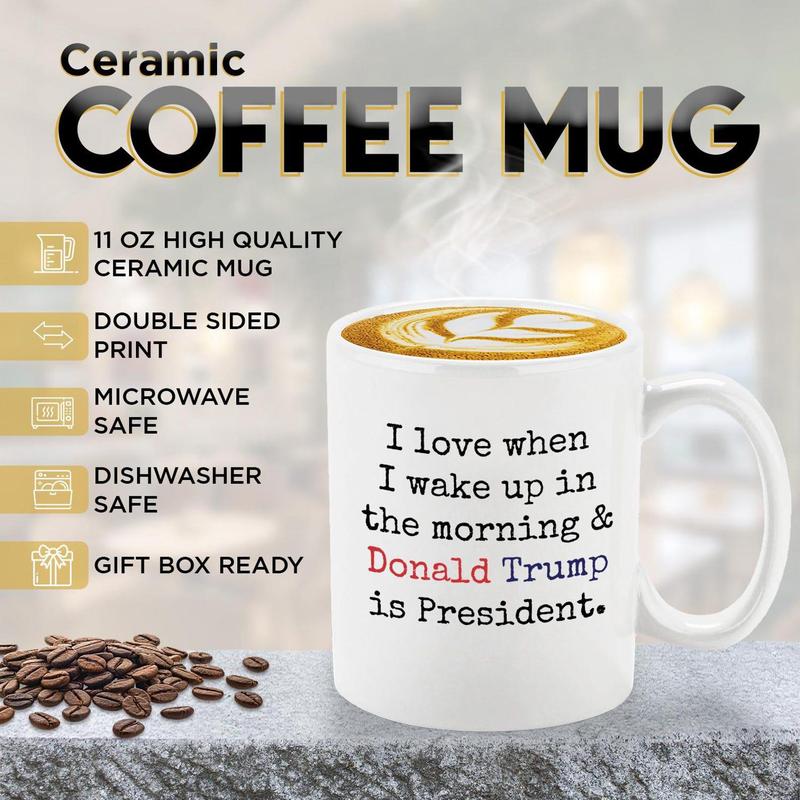 Ceramic
COFFEE MUG
11 OZ HIGH QUALITY
CERAMIC MUG
DOUBLE SIDED
PRINT
MICROWAVE
SAFE
DISHWASHER
SAFE
GIFT BOX READY
I love when
I wake up in
the morning &
Donald Trump
is President.